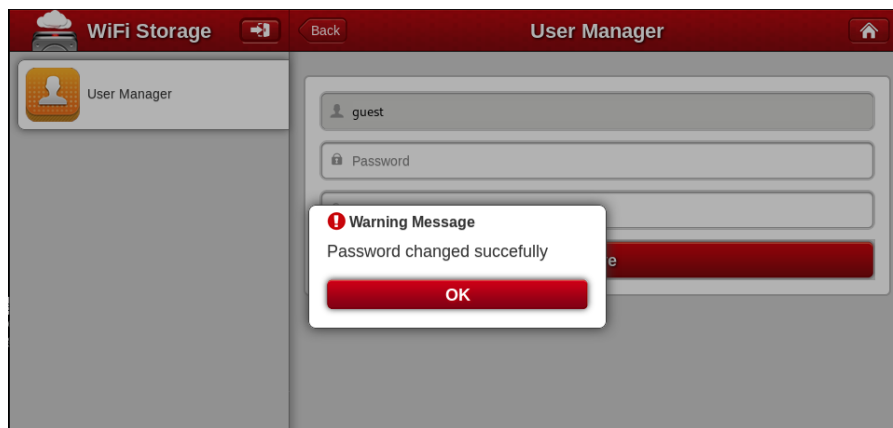 WiFi Storage
Back
User Manager
User Manager
guest
Password
Warning Message
Password changed succefully
OK